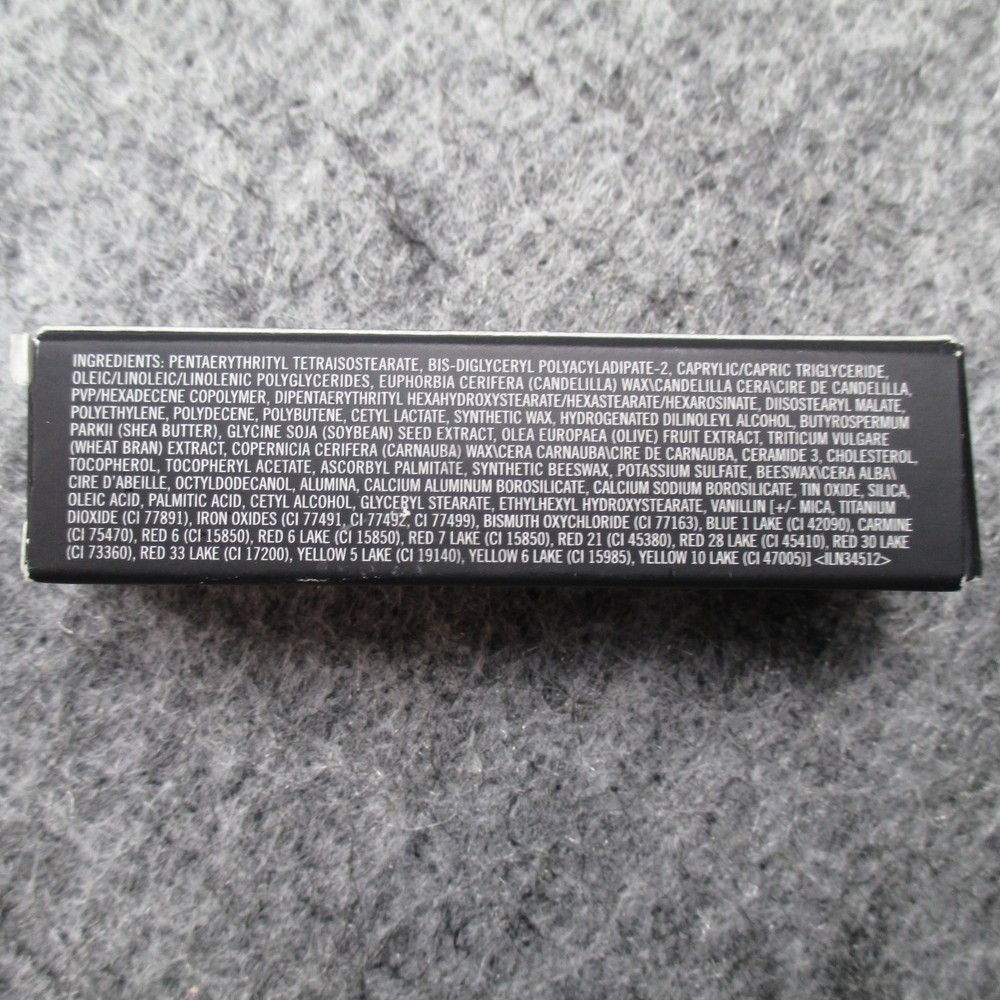 INGREDIENTS: PENTAERYTHRITYL TETRAISOSTEARATE, BIS-DIGLYCERYL POLYACYLADIPATE-2, CAPRYLIC/CAPRIC TRIGLYCERIDE,
OLEIC/LINOLEIC/LINOLENIC POLYGLYCERIDES, EUPHORBIA CERIFERA (CANDELILLA) WAX\CANDELILLA CERA\CIRE DE CANDELILLA,
PVP/HEXADECENE COPOLYMER, DIPENTAERYTHRITYL HEXAHYDROXYSTEARATE/HEXASTEARATE/HEXAROSINATE, DIISOSTEARYL MALATE,
POLYETHYLENE, POLYDECENE, POLYBUTENE, CETYL LACTATE, SYNTHETIC WAX, HYDROGENATED DILINOLEYL ALCOHOL, BUTYROSPERMUM
PARKII (SHEA BUTTER), GLYCINE SOJA (SOYBEAN) SEED EXTRACT, OLEA EUROPAEA (OLIVE) FRUIT EXTRACT, TRITICUM VULGARE
(WHEAT BRAN) EXTRACT, COPERNICIA CERIFERA (CARNAUBA) WAX\CERA CARNAUBA\CIRE DE CARNAUBA, CERAMIDE 3, CHOLESTEROL,
TOCOPHEROL, TOCOPHERYL ACETATE, ASCORBYL PALMITATE, SYNTHETIC BEESWAX, POTASSIUM SULFATE, BEESWAX\CERA ALBA\
CIRE D'ABEILLE, OCTYLDODECANOL, ALUMINA, CALCIUM ALUMINUM BOROSILICATE, CALCIUM SODIUM BOROSILICATE, TIN OXIDE, SILICA,
OLEIC ACID, PALMITIC ACID, CETYL ALCOHOL, GLYCERYL STEARATE, ETHYLHEXYL HYDROXYSTEARATE, VANILLIN [+/- MICA, TITANIUM
DIOXIDE (CI 77891), IRON OXIDES (CI 77491, CI 77492, CI 77499), BISMUTH OXYCHLORIDE (CI 77163), BLUE 1 LAKE (CI 42090), CARMINE
(CI 75470), RED 6 (CI 15850), RED 6 LAKE (CI 15850), RED 7 LAKE (CI 15850), RED 21 (CI 45380), RED 28 LAKE (CI 45410), RED 30 LAKE
(CI 73360), RED 33 LAKE (CI 17200), YELLOW 5 LAKE (CI 19140), YELLOW 6 LAKE (CI 15985), YELLOW 10 LAKE (CI 47005)] <ILN34512>